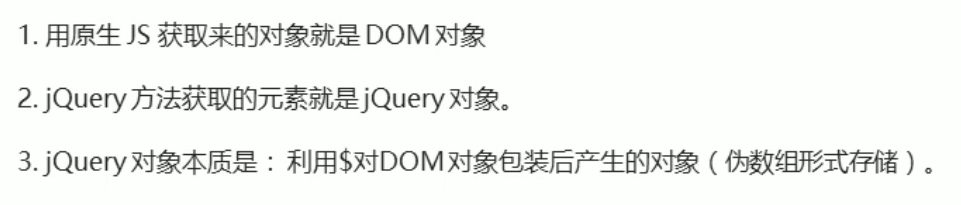 1. 用原生 JS 获取来的对象就是 DOM 对象
2. jQuery 方法获取的元素就是 jQuery 对象。
3. jQuery 对象本质是： 利用$对DOM 对象包装后产生的对象（伪数组形式存储）。